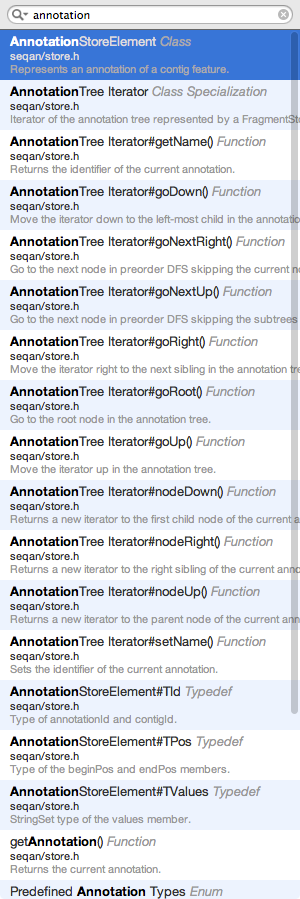 annotation
AnnotationStoreElement Class
Represents an annotation of a contig feature.
AnnotationTree Iterator Class Specialization
seqan/store.h
Iterator of the annotation tree represented by a FragmentSto
AnnotationTree Iterator#getName() Function
seqan/store.h
Returns the identifier of the current annotation.
AnnotationTree Iterator#goDown() Function
seqan/store.h
Move the iterator down to the left-most child in the annotatio
AnnotationTree Iterator#goNextRight() Function
seqan/store.h
Go to the next node in preorder DFS skipping the current n
AnnotationTree Iterator#goNextUp() Function
seqan/store.h
Go to the next node in preorder DFS skipping the subtrees
AnnotationTree Iterator#goRight() Function
seqan/store.h
Move the iterator right to the next sibling in the annotation tre
AnnotationTree Iterator#goRoot() Function
seqan/store.h
Go to the root node in the annotation tree.
AnnotationTree Iterator#goUp() Function
seqan/store.h
Move the iterator up in the annotation tree.
AnnotationTree Iterator#nodeDown() Function
seqan/store.h
Returns a new iterator to the first child node of the current a
AnnotationTree Iterator#nodeRight() Function
seqan/store.h
Returns a new iterator to the right sibling of the current anno
AnnotationTree Iterator#nodeUp() Function
seqan/store.h
Returns a new iterator to the parent node of the current ann
AnnotationTree Iterator#setName() Function
seqan/store.h
Sets the identifier of the current annotation.
AnnotationStoreElement#TId Typedef
seqan/store.h
Type of annotationId and contigId.
AnnotationStoreElement#TPos Typedef
seqan/store.h
Type of the beginPos and endPos members.
AnnotationStoreElement#TValues Typedef
seqan/store.h
StringSet type of the values member.
getAnnotation() Function
seqan/store.h
Returns the current annotation.
Predefined Annotation Types Enum